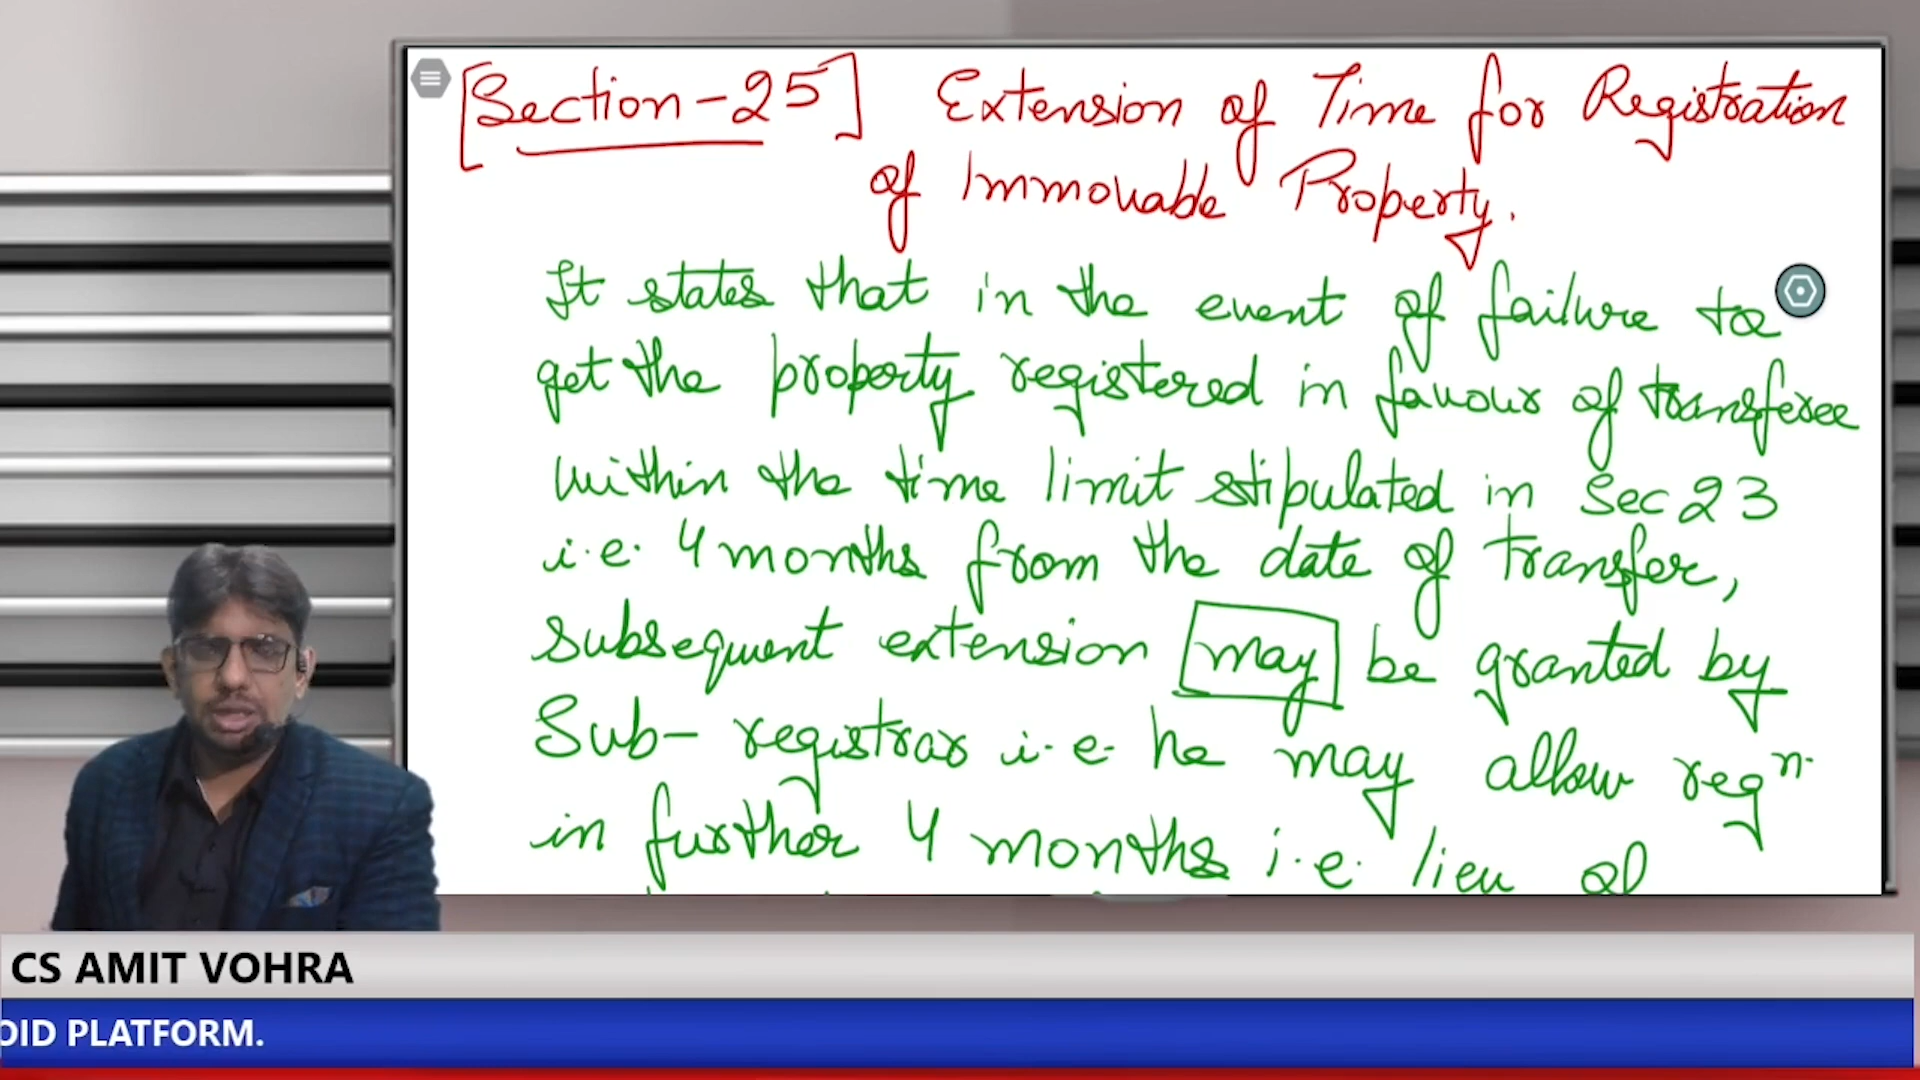 [Section-25] Extension of Time for Registration
of Immovable Property.
It states that in the event of failure to
get the property registered in favour of transferee
within the time limit stipulated in Sec 23
i.e. 4 months from the date of transfer,
subsequent extension may be granted by
Sub-registrar i.e. he may allow regn.
in further 4 months i.e. lieu of
CS AMIT VOHRA
OID PLATFORM.